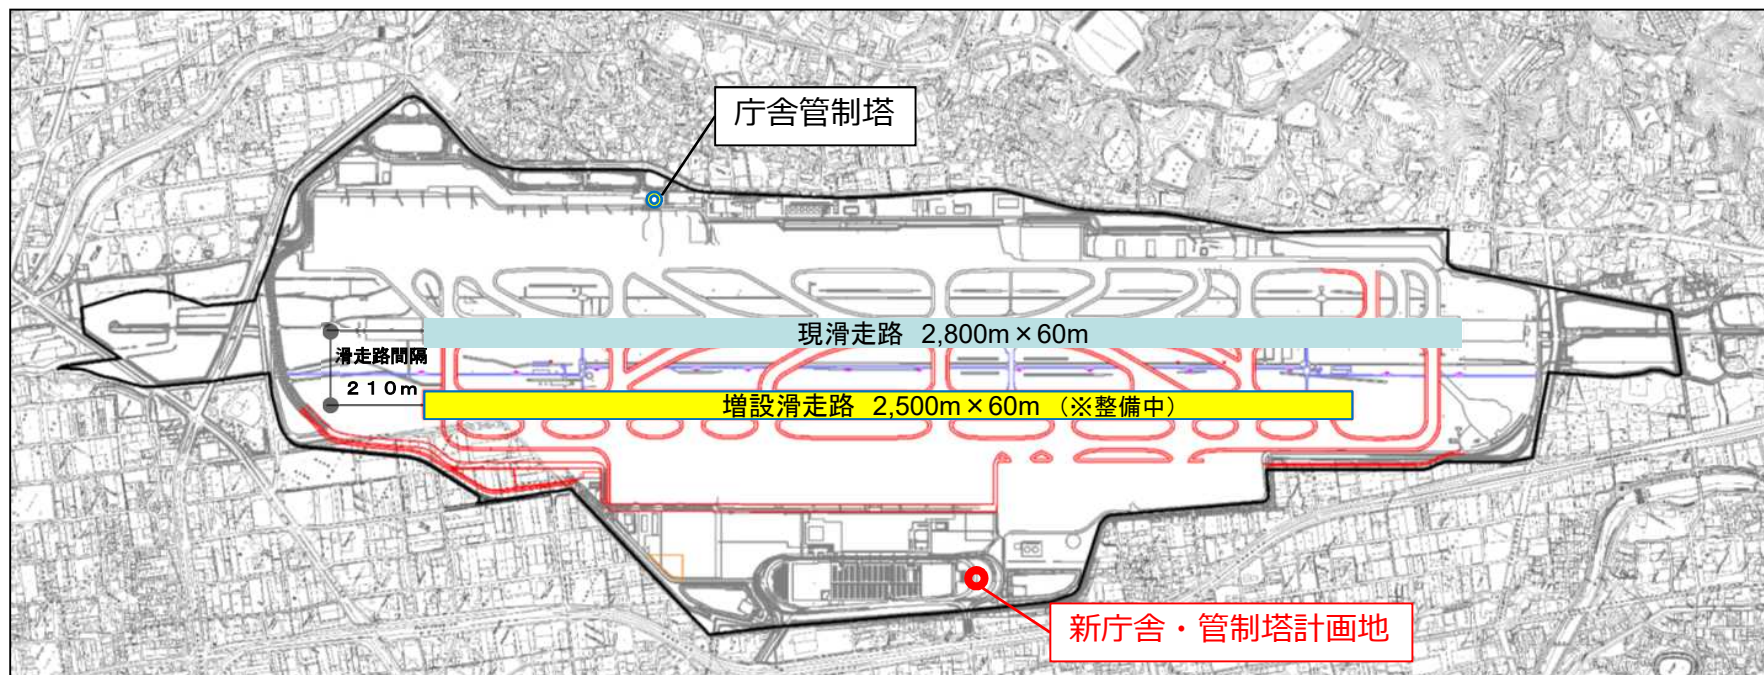 庁舎管制塔
現滑走路 2,800m×60m
滑走路間隔
２１０ｍ
増設滑走路 2,500m×60m （※整備中）
新庁舎・管制塔計画地